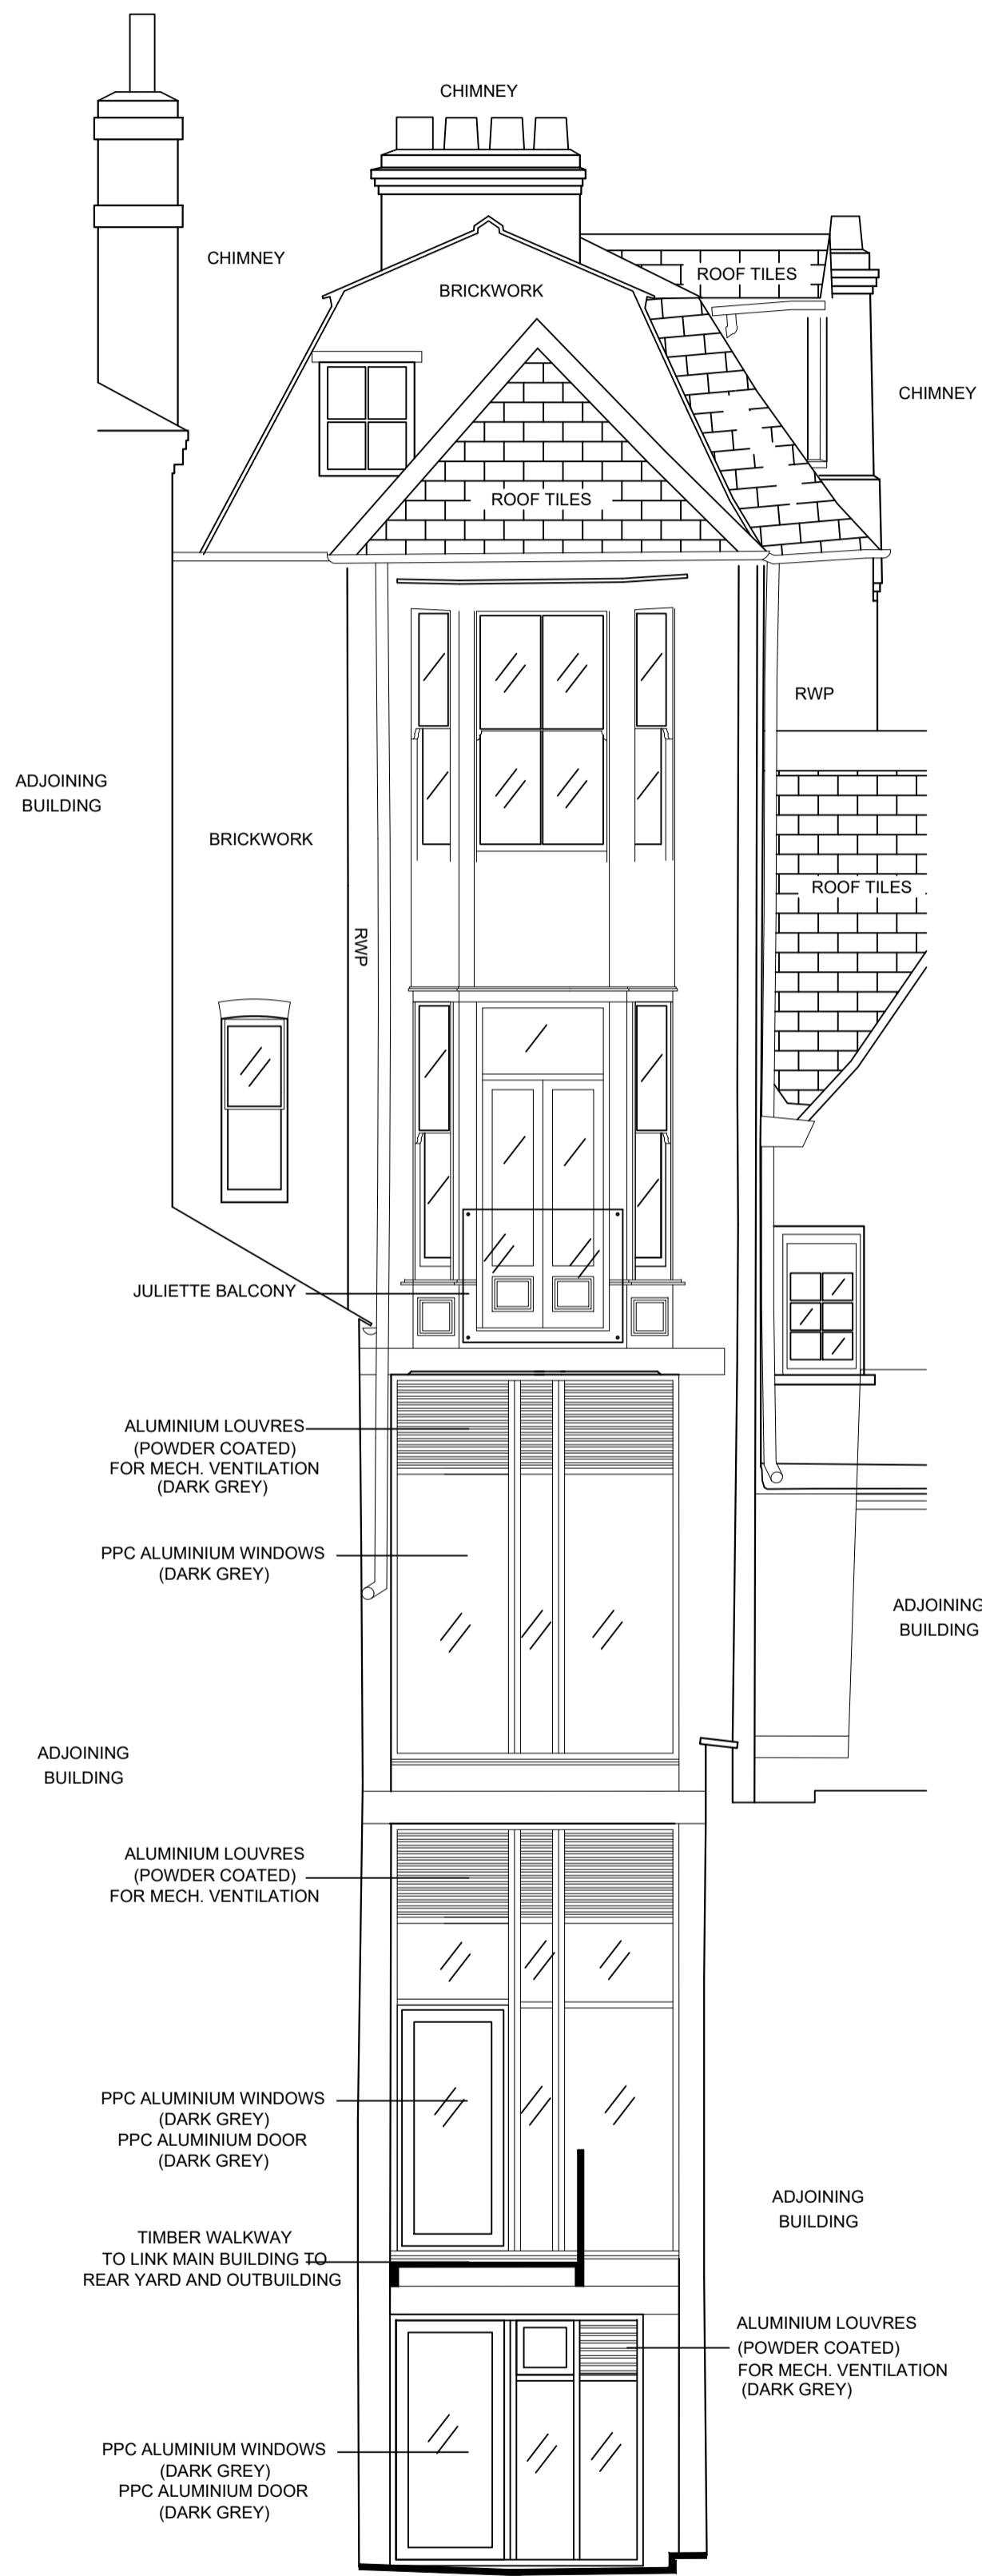 CHIMNEY
CHIMNEY
ROOF TILES
BRICKWORK
CHIMNEY
ROOF TILES
RWP
ADJOINING
BUILDING
BRICKWORK
ROOF TILES
RWP
JULIETTE BALCONY
ALUMINIUM LOUVRES
(POWDER COATED)
FOR MECH. VENTILATION
(DARK GREY)
PPC ALUMINIUM WINDOWS
(DARK GREY)
ADJOINING
BUILDING
ADJOINING
BUILDING
ALUMINIUM LOUVRES
(POWDER COATED)
FOR MECH. VENTILATION
PPC ALUMINIUM WINDOWS
(DARK GREY)
PPC ALUMINIUM DOOR
(DARK GREY)
ADJOINING
BUILDING
TIMBER WALKWAY
TO LINK MAIN BUILDING TO
REAR YARD AND OUTBUILDING
ALUMINIUM LOUVRES
(POWDER COATED)
FOR MECH. VENTILATION
(DARK GREY)
PPC ALUMINIUM WINDOWS
(DARK GREY)
PPC ALUMINIUM DOOR
(DARK GREY)